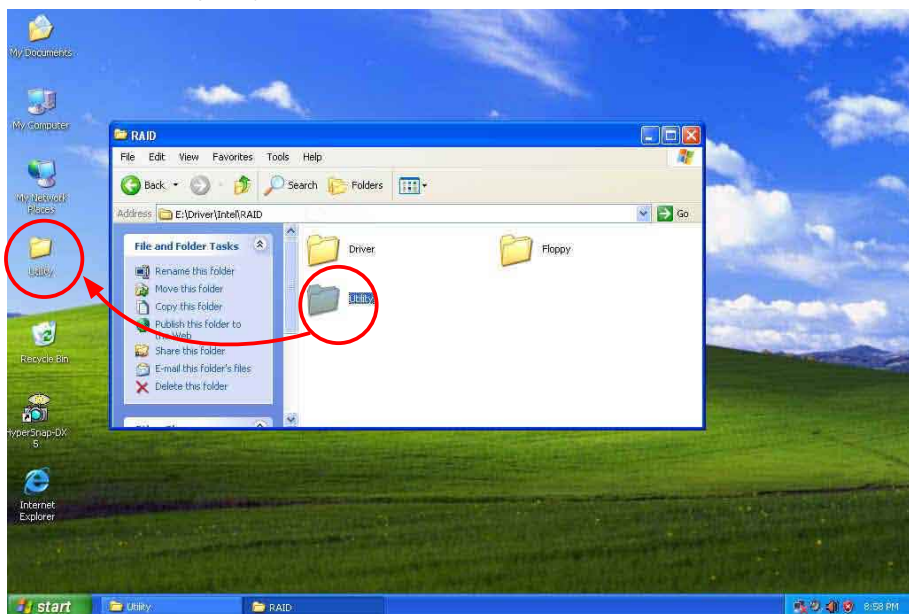 My Documents
My Computer
My Network
Places
Utility
Recycle Bin
HyperSnap-DX
5
Internet
Explorer
RAID
File Edit View Favorites Tools Help
Back Search Folders
Address E:\Driver\Intel\RAID Go
File and Folder Tasks
Rename this folder
Move this folder
Copy this folder
Publish this folder to
the Web
Share this folder
E-mail this folder's files
Delete this folder
Driver
Floppy
Utility
start Utility RAID 8:58 PM